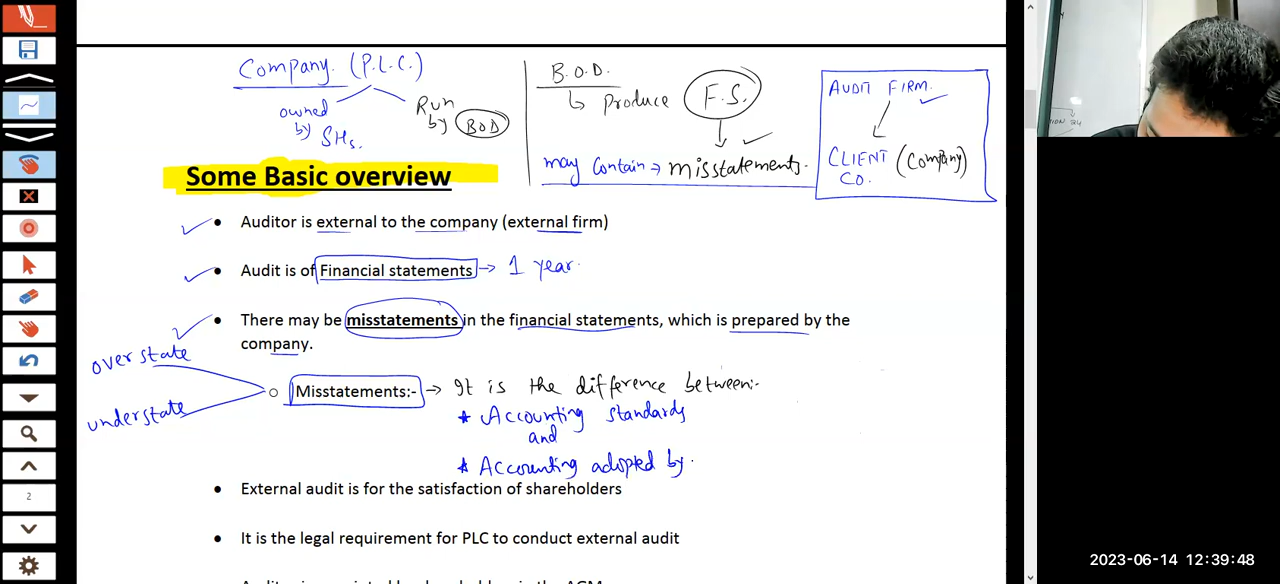 Company (P.L.C.)
owned by SHs.
Run by BOD
B.O.D.
Produce F.S.
may contain → misstatements.
AUDIT FIRM
CLIENT CO. (Company)
Some Basic overview
• Auditor is external to the company (external firm)
• Audit is of Financial statements → 1 year.
• There may be misstatements in the financial statements, which is prepared by the
company.
overstate
understate
o Misstatements:- → It is the difference between:-
* Accounting standards
and
* Accounting adopted by.
• External audit is for the satisfaction of shareholders
• It is the legal requirement for PLC to conduct external audit
2
2023-06-14 12:39:48